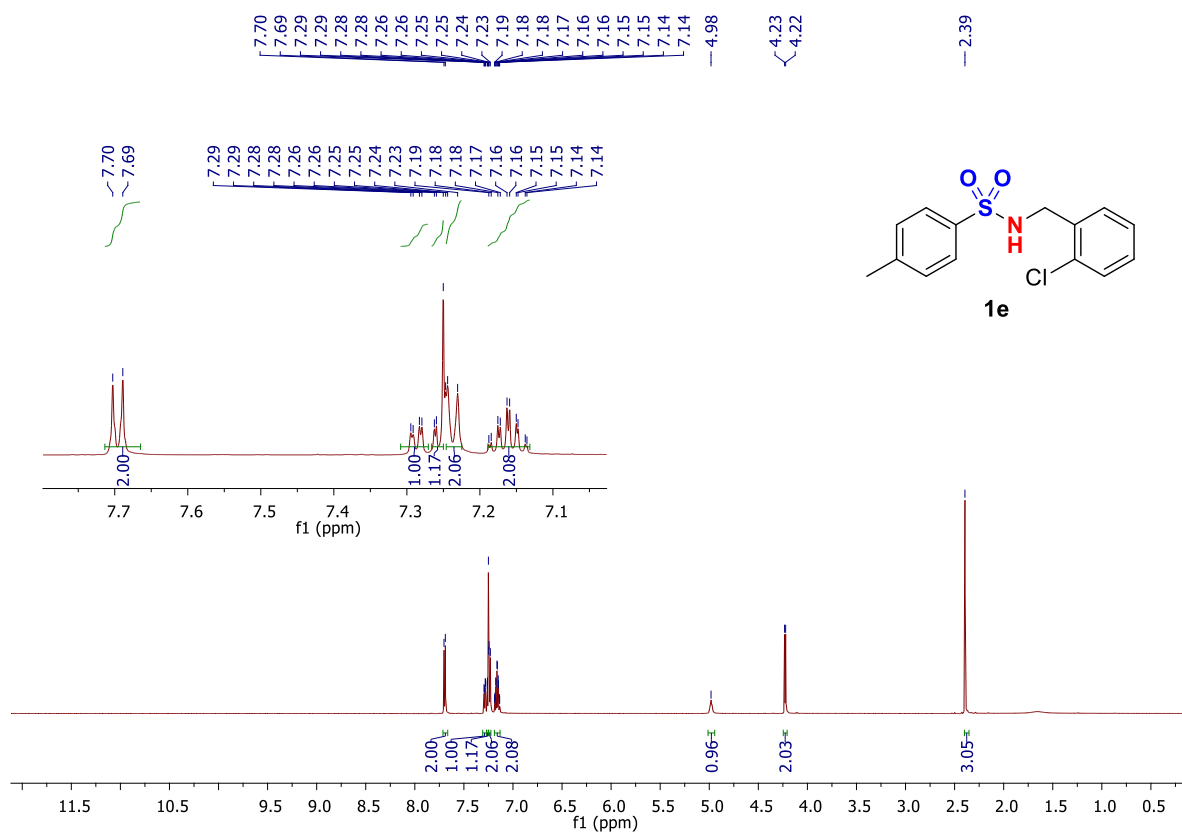 7.70 7.69 7.29 7.29 7.28 7.28 7.26 7.26 7.25 7.25 7.24 7.23 7.19 7.18 7.18 7.17 7.16 7.16 7.15 7.15 7.14 7.14 4.98 4.23 4.22 2.39
7.70 7.69 7.29 7.29 7.28 7.28 7.26 7.26 7.25 7.25 7.24 7.23 7.19 7.18 7.18 7.17 7.16 7.16 7.15 7.15 7.14 7.14
O O
S
N
H
Cl
1e
2.00 1.00 1.17 2.06 2.08
7.7 7.6 7.5 7.4 7.3 7.2 7.1
f1 (ppm)
2.00 1.00 1.17 2.06 2.08 0.96 2.03 3.05
11.5 10.5 9.5 9.0 8.5 8.0 7.5 7.0 6.5 6.0 5.5 5.0 4.5 4.0 3.5 3.0 2.5 2.0 1.5 1.0 0.5
f1 (ppm)